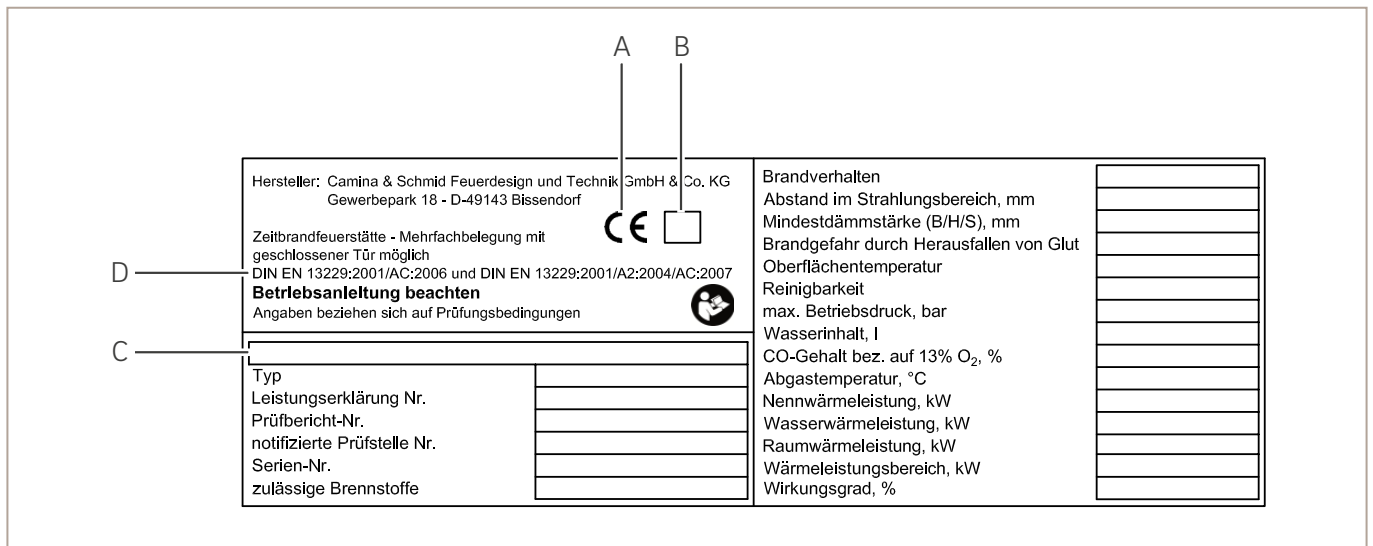 A B
Hersteller: Camina & Schmid Feuerdesign und Technik GmbH & Co. KG
Gewerbepark 18 - D-49143 Bissendorf
CE
Zeitbrandfeuerstätte - Mehrfachbelegung mit
geschlossener Tür möglich
D
DIN EN 13229:2001/AC:2006 und DIN EN 13229:2001/A2:2004/AC:2007
Betriebsanleitung beachten
Angaben beziehen sich auf Prüfungsbedingungen
C
Typ
Leistungserklärung Nr.
Prüfbericht-Nr.
notifizierte Prüfstelle Nr.
Serien-Nr.
zulässige Brennstoffe
Brandverhalten
Abstand im Strahlungsbereich, mm
Mindestdämmstärke (B/H/S), mm
Brandgefahr durch Herausfallen von Glut
Oberflächentemperatur
Reinigbarkeit
max. Betriebsdruck, bar
Wasserinhalt, l
CO-Gehalt bez. auf 13% O₂, %
Abgastemperatur, °C
Nennwärmeleistung, kW
Wasserwärmeleistung, kW
Raumwärmeleistung, kW
Wärmeleistungsbereich, kW
Wirkungsgrad, %